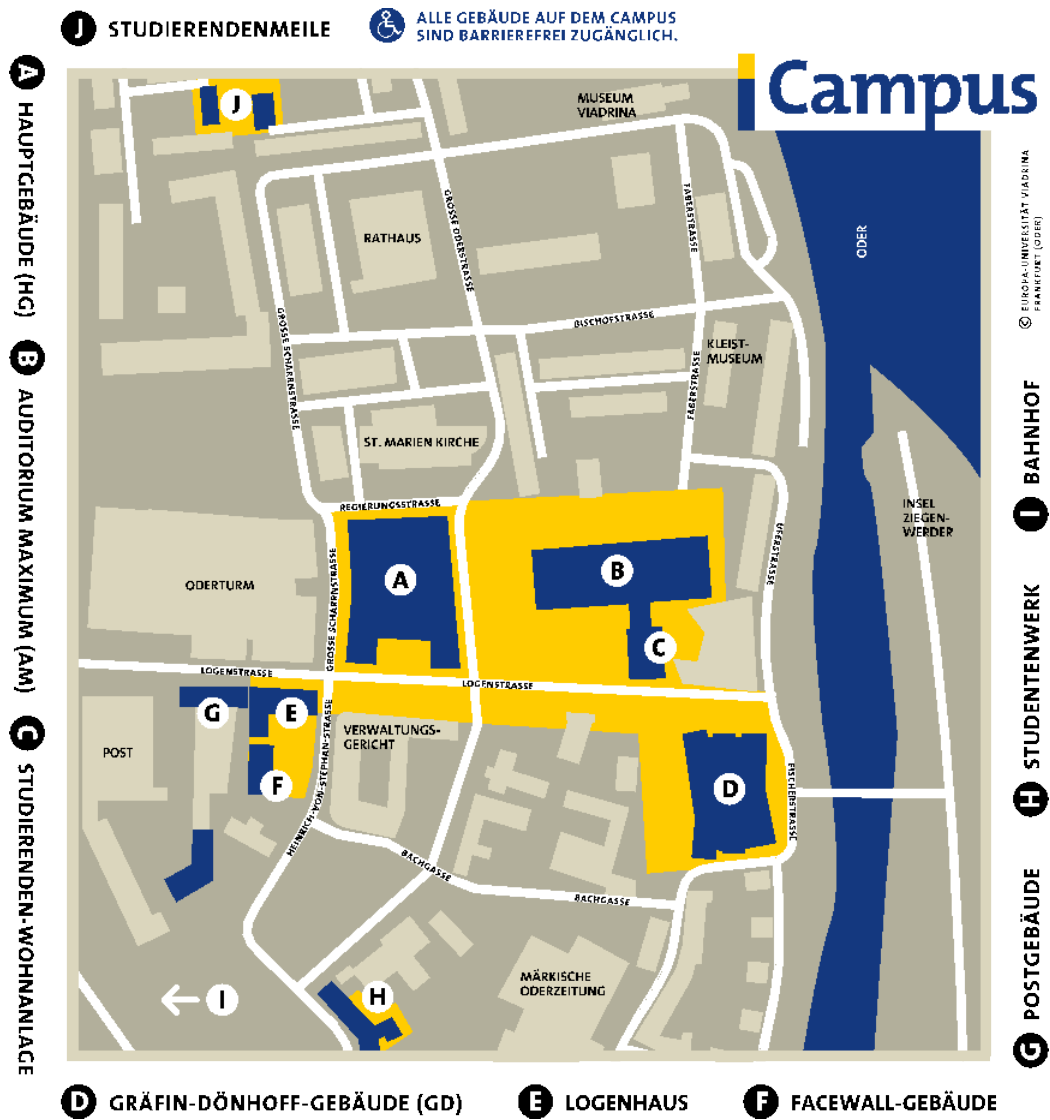 J STUDIERENDENMEILE
ALLE GEBÄUDE AUF DEM CAMPUS
SIND BARRIEREFREI ZUGÄNGLICH.
Campus
A HAUPTGEBÄUDE (HG)
B AUDITORIUM MAXIMUM (AM)
C STUDIERENDEN-WOHNANLAGE
J
MUSEUM
VIADRINA
RATHAUS
GROSSE ODERSTRASSE
FABERSTRASSE
ODER
GROSSE SCHARRNSTRASSE
BISCHOFSTRASSE
KLEIST-
MUSEUM
FABERSTRASSE
ST. MARIEN KIRCHE
REGIERUNGSSTRASSE
INSEL
ZIEGEN-
WERDER
UFERSTRASSE
ODERTURM
GROSSE SCHARRNSTRASSE
A
B
C
LOGENSTRASSE
LOGENSTRASSE
G
E
POST
VERWALTUNGS-
GERICHT
F
HEINRICH-VON-STEPHAN-STRASSE
D
FISCHERSTRASSE
BACHGASSE
BACHGASSE
MÄRKISCHE
ODERZEITUNG
I
H
© EUROPA-UNIVERSITÄT VIADRINA
FRANKFURT (ODER)
I BAHNHOF
H STUDENTENWERK
G POSTGEBÄUDE
D GRÄFIN-DÖNHOFF-GEBÄUDE (GD)
E LOGENHAUS
F FACEWALL-GEBÄUDE